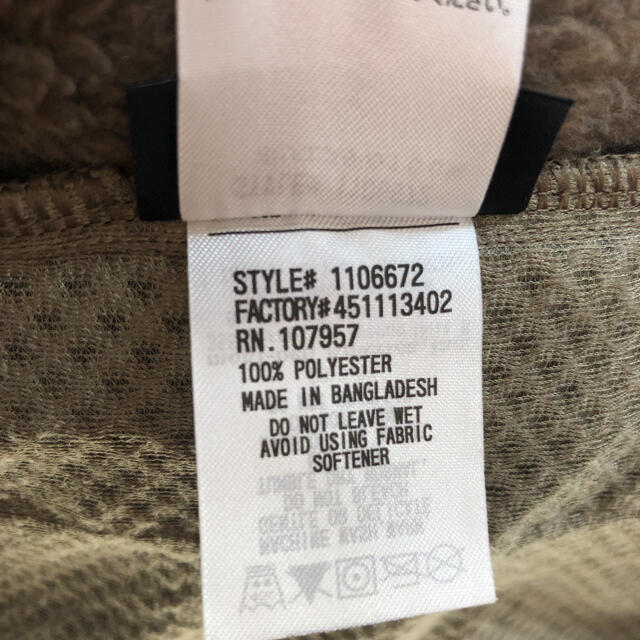 STYLE# 1106672
FACTORY#451113402
RN.107957
100% POLYESTER
MADE IN BANGLADESH
DO NOT LEAVE WET
AVOID USING FABRIC
SOFTENER